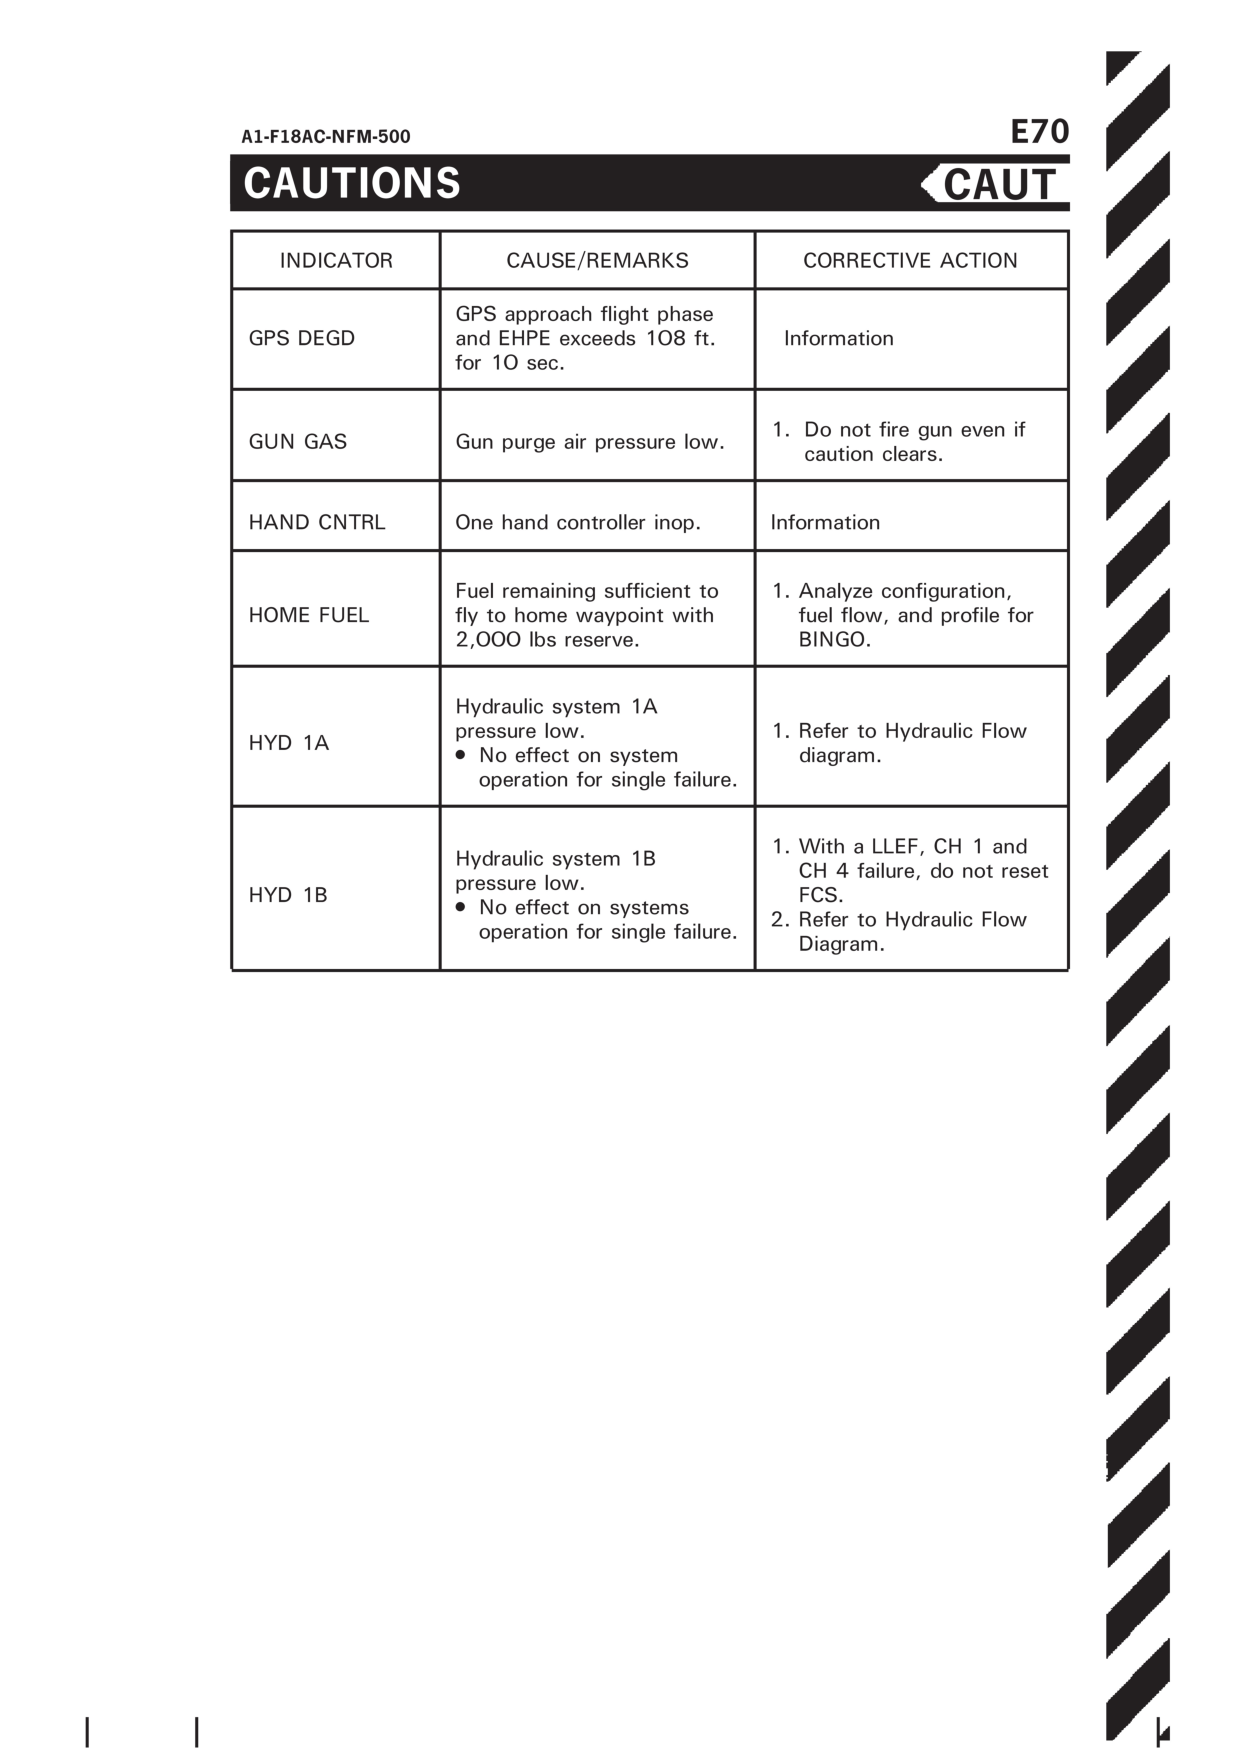 A1-F18AC-NFM-500
E70
CAUTIONS
CAUT
INDICATOR
CAUSE/REMARKS
CORRECTIVE ACTION
GPS DEGD
GPS approach flight phase
and EHPE exceeds 108 ft.
for 10 sec.
Information
GUN GAS
Gun purge air pressure low.
1. Do not fire gun even if
caution clears.
HAND CNTRL
One hand controller inop.
Information
HOME FUEL
Fuel remaining sufficient to
fly to home waypoint with
2,000 lbs reserve.
1. Analyze configuration,
fuel flow, and profile for
BINGO.
HYD 1A
Hydraulic system 1A
pressure low.
● No effect on system
operation for single failure.
1. Refer to Hydraulic Flow
diagram.
HYD 1B
Hydraulic system 1B
pressure low.
● No effect on systems
operation for single failure.
1. With a LLEF, CH 1 and
CH 4 failure, do not reset
FCS.
2. Refer to Hydraulic Flow
Diagram.